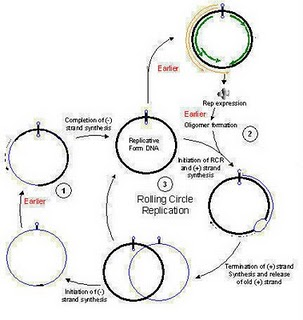 Earlier
Rep expression
Earlier
Oligomer formation
2
Completion of (-)
strand synthesis
Replicative
Form DNA
Initiation of RCR
and (+) strand
synthesis
1
3
Earlier
Rolling Circle
Replication
Termination of (+) strand
Synthesis and release
of old (+) strand
Initiation of (-)
strand synthesis